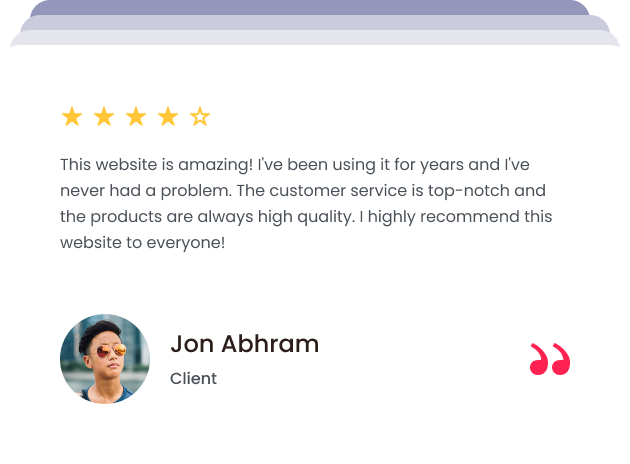 This website is amazing! I've been using it for years and I've
never had a problem. The customer service is top-notch and
the products are always high quality. I highly recommend this
website to everyone!
Jon Abhram
Client